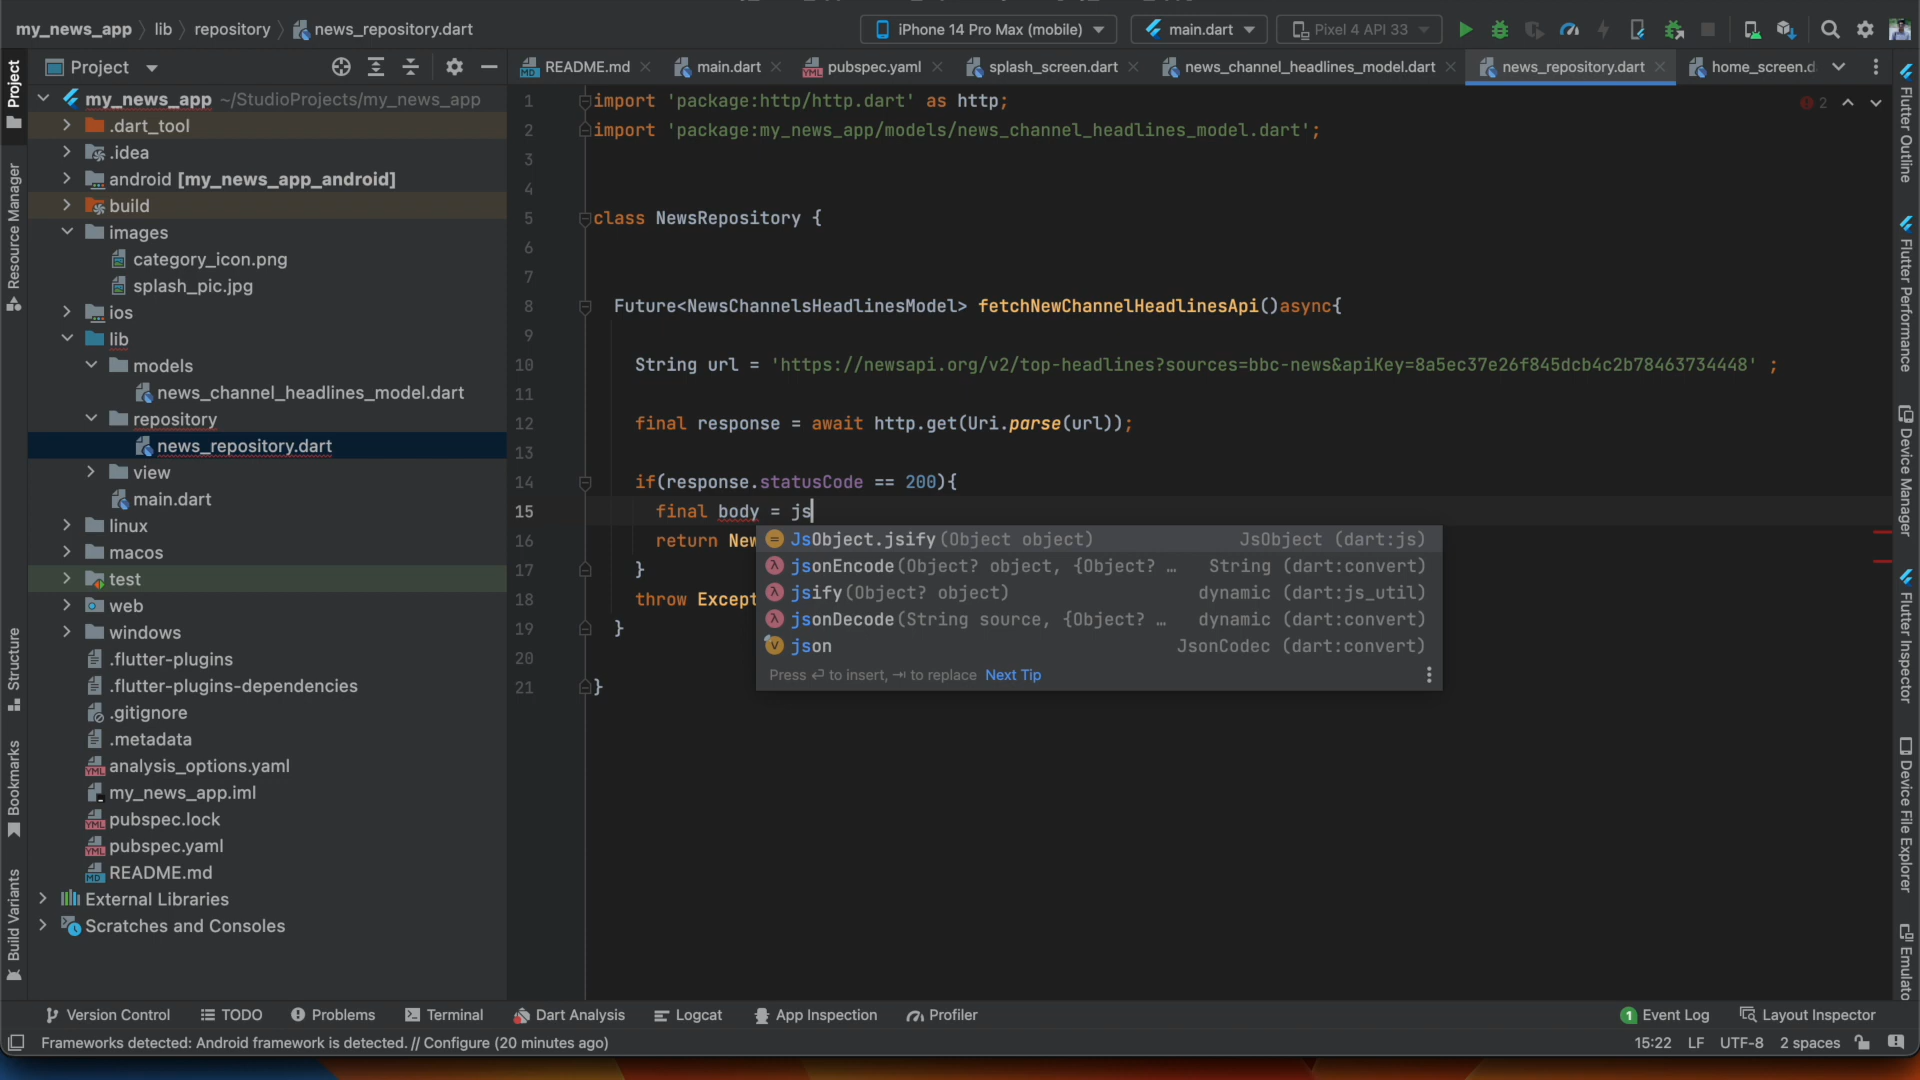 my_news_app lib repository news_repository.dart iPhone 14 Pro Max (mobile) main.dart Pixel 4 API 33
Project README.md main.dart pubspec.yaml splash_screen.dart news_channel_headlines_model.dart news_repository.dart home_screen.d
my_news_app ~/StudioProjects/my_news_app
.dart_tool
.idea
android [my_news_app_android]
build
images
category_icon.png
splash_pic.jpg
ios
lib
models
news_channel_headlines_model.dart
repository
news_repository.dart
view
main.dart
linux
macos
test
web
windows
.flutter-plugins
.flutter-plugins-dependencies
.gitignore
.metadata
analysis_options.yaml
my_news_app.iml
pubspec.lock
pubspec.yaml
README.md
External Libraries
Scratches and Consoles
Project
Resource Manager
Structure
Bookmarks
Build Variants
1 import 'package:http/http.dart' as http;
2 import 'package:my_news_app/models/news_channel_headlines_model.dart';
3
4
5 class NewsRepository {
6
7
8 Future<NewsChannelsHeadlinesModel> fetchNewChannelHeadlinesApi()async{
9
10 String url = 'https://newsapi.org/v2/top-headlines?sources=bbc-news&apiKey=8a5ec37e26f845dcb4c2b78463734448' ;
11
12 final response = await http.get(Uri.parse(url));
13
14 if(response.statusCode == 200){
15 final body = js
16 return New
17 }
18 throw Except
19 }
20
21 }
2
JsObject.jsify(Object object) JsObject (dart:js)
jsonEncode(Object? object, {Object? … String (dart:convert)
jsify(Object? object) dynamic (dart:js_util)
jsonDecode(String source, {Object? … dynamic (dart:convert)
json JsonCodec (dart:convert)
Press ↩ to insert, ⇥ to replace Next Tip
Flutter Outline
Flutter Performance
Device Manager
Flutter Inspector
Device File Explorer
Emulato
Version Control TODO Problems Terminal Dart Analysis Logcat App Inspection Profiler 1 Event Log Layout Inspector
Frameworks detected: Android framework is detected. // Configure (20 minutes ago) 15:22 LF UTF-8 2 spaces